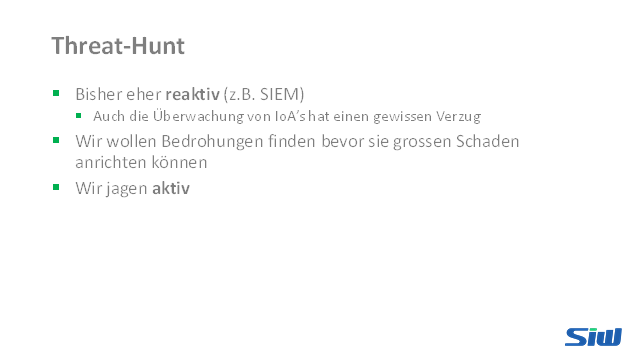 Threat-Hunt
Bisher eher reaktiv (z.B. SIEM)
Auch die Überwachung von IoA's hat einen gewissen Verzug
Wir wollen Bedrohungen finden bevor sie grossen Schaden
anrichten können
Wir jagen aktiv
SiW